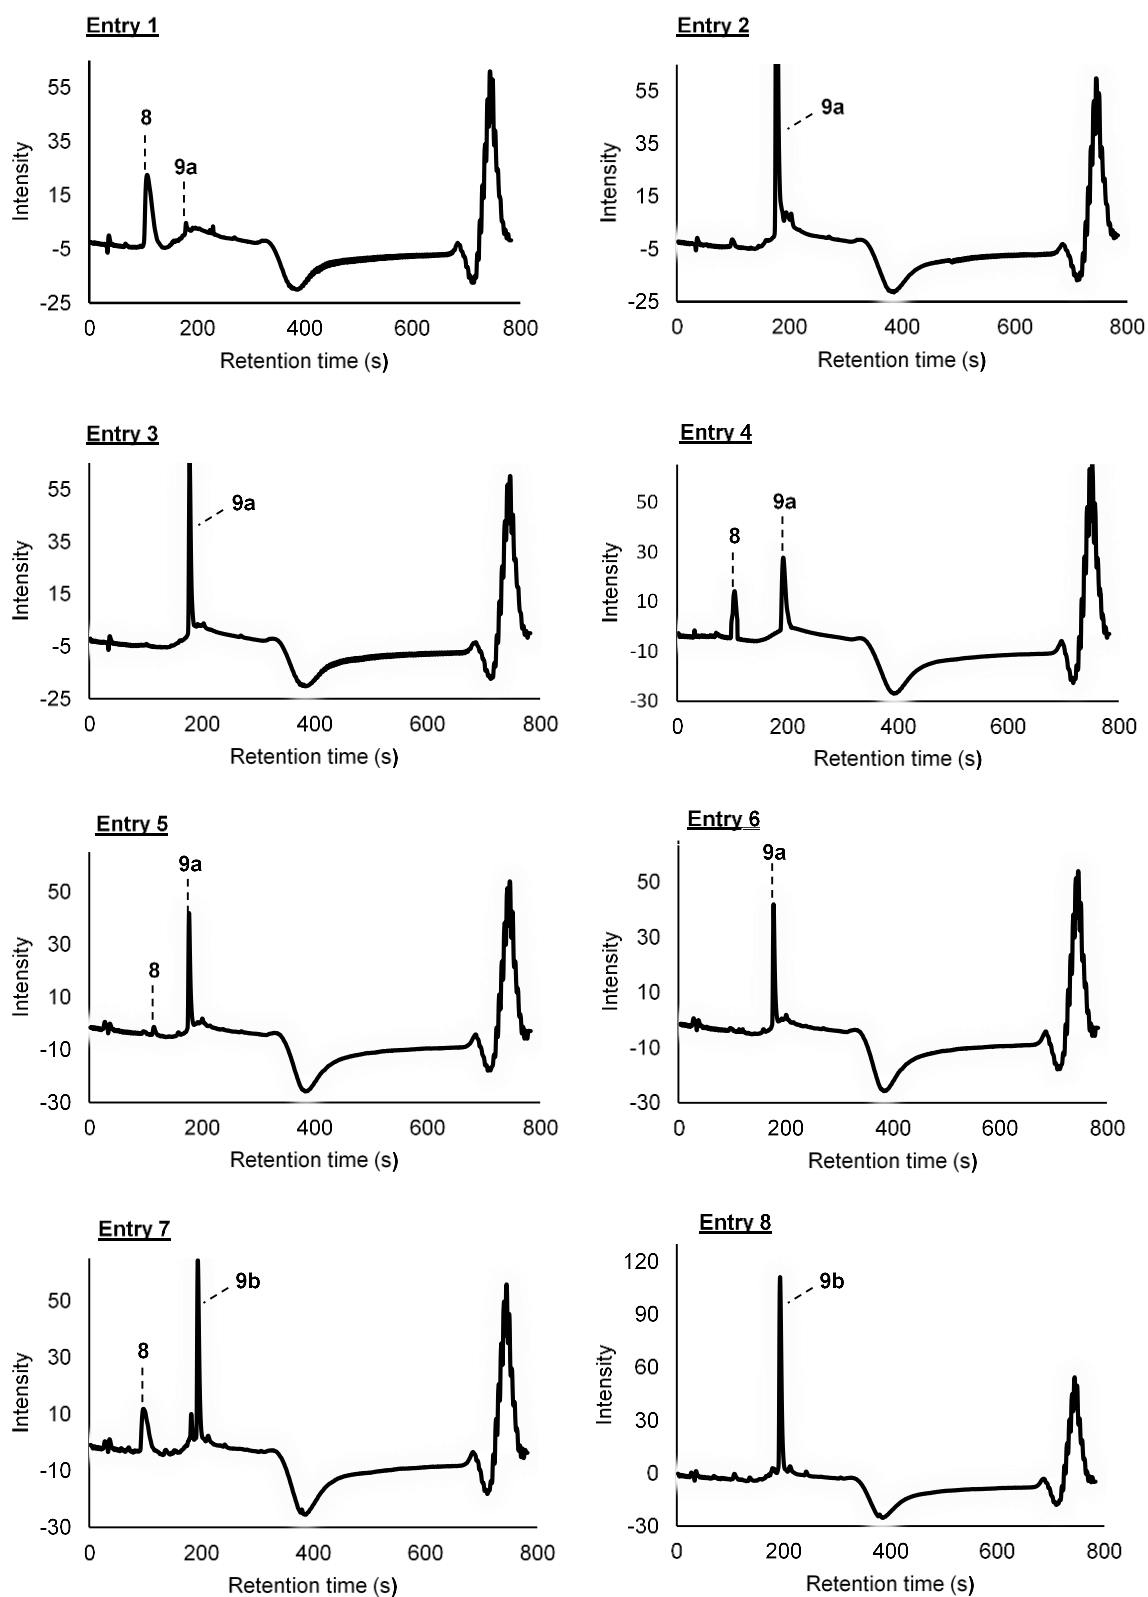 Entry 1
55
35
15
-5
-25
Intensity
8
9a
0 200 400 600 800
Retention time (s)
Entry 2
55
35
15
-5
-25
Intensity
9a
0 200 400 600 800
Retention time (s)
Entry 3
55
35
15
-5
-25
Intensity
9a
0 200 400 600 800
Retention time (s)
Entry 4
50
30
10
-10
-30
Intensity
8
9a
0 200 400 600 800
Retention time (s)
Entry 5
50
30
10
-10
-30
Intensity
8
9a
0 200 400 600 800
Retention time (s)
Entry 6
50
30
10
-10
-30
Intensity
9a
0 200 400 600 800
Retention time (s)
Entry 7
50
30
10
-10
-30
Intensity
8
9b
0 200 400 600 800
Retention time (s)
Entry 8
120
90
60
30
0
-30
Intensity
9b
0 200 400 600 800
Retention time (s)